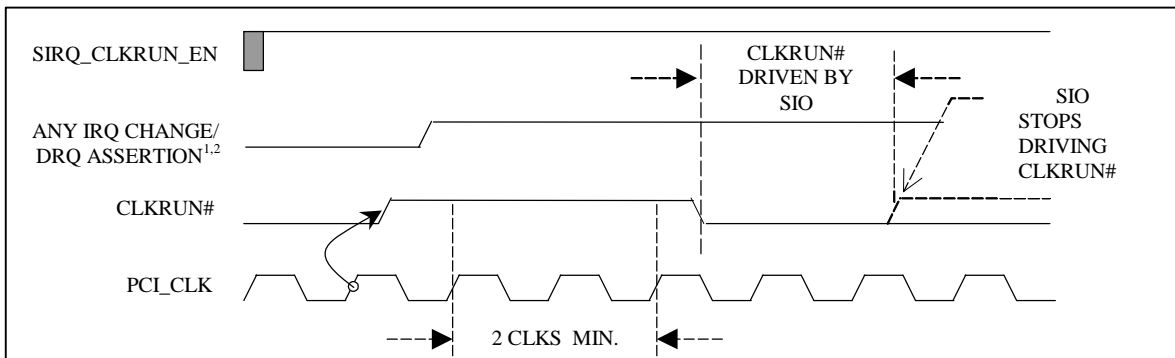 SIRQ_CLKRUN_EN
CLKRUN#
DRIVEN BY
SIO
SIO
STOPS
DRIVING
CLKRUN#
ANY IRQ CHANGE/
DRQ ASSERTION1,2
CLKRUN#
PCI_CLK
2 CLKS MIN.